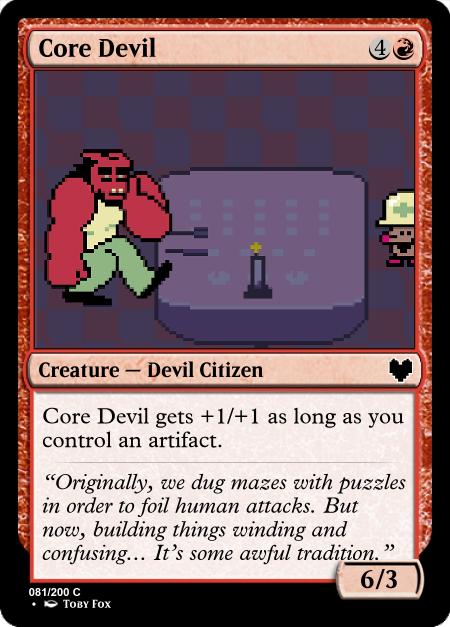 Core Devil 4
Creature — Devil Citizen
Core Devil gets +1/+1 as long as you
control an artifact.
“Originally, we dug mazes with puzzles
in order to foil human attacks. But
now, building things winding and
confusing… It’s some awful tradition.”
6/3
081/200 C
• Toby Fox